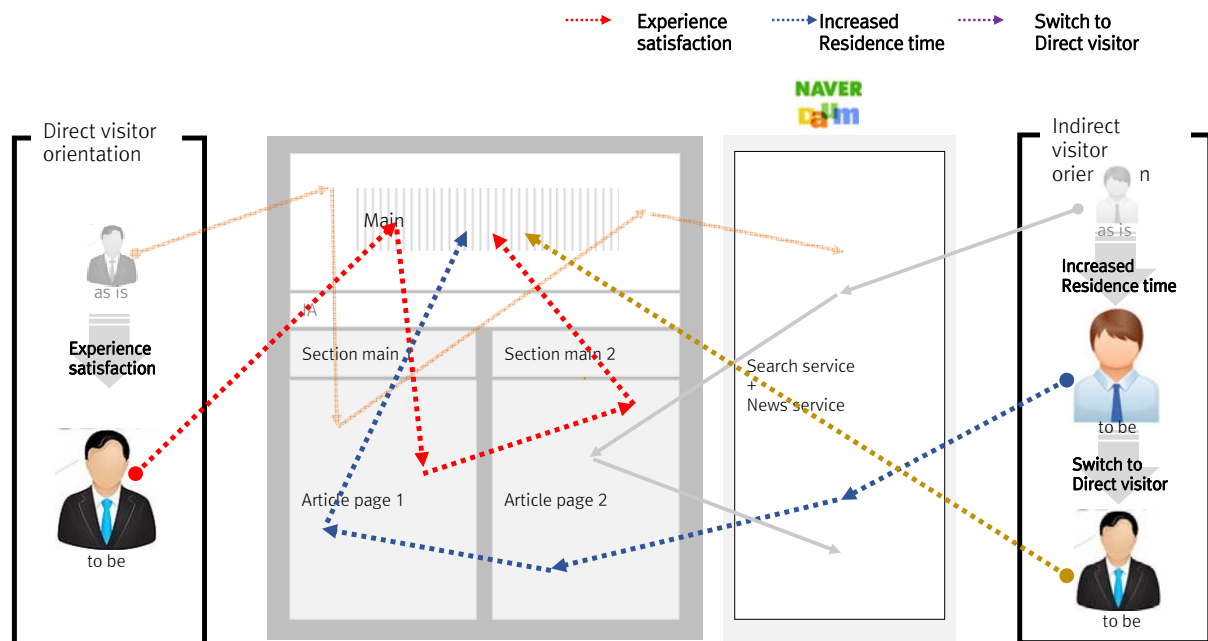 Experience
satisfaction
Increased
Residence time
Switch to
Direct visitor
NAVER
Daum
Direct visitor
orientation
as is
Experience
satisfaction
to be
Main
IA
Section main 1
Section main 2
Article page 1
Article page 2
Search service
+
News service
Indirect
visitor
as is
Increased
Residence time
to be
Switch to
Direct visitor
to be